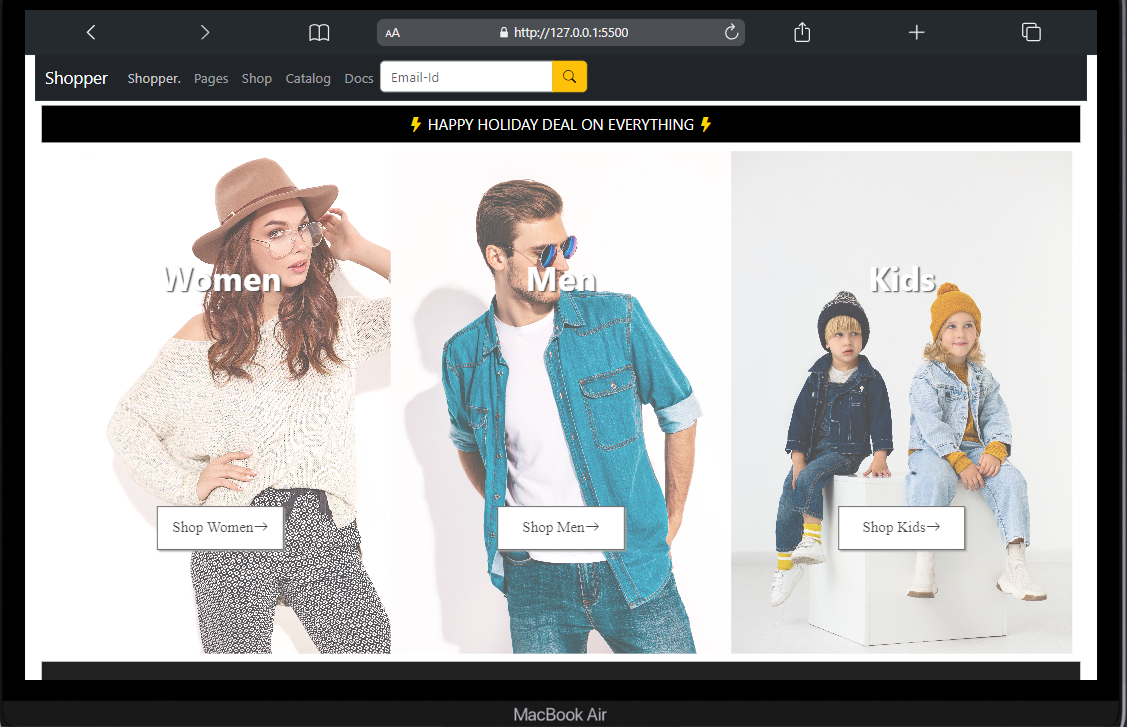 AA http://127.0.0.1:5500
Shopper Shopper. Pages Shop Catalog Docs Email-Id
HAPPY HOLIDAY DEAL ON EVERYTHING
Women Men Kids
Shop Women→ Shop Men→ Shop Kids→
MacBook Air